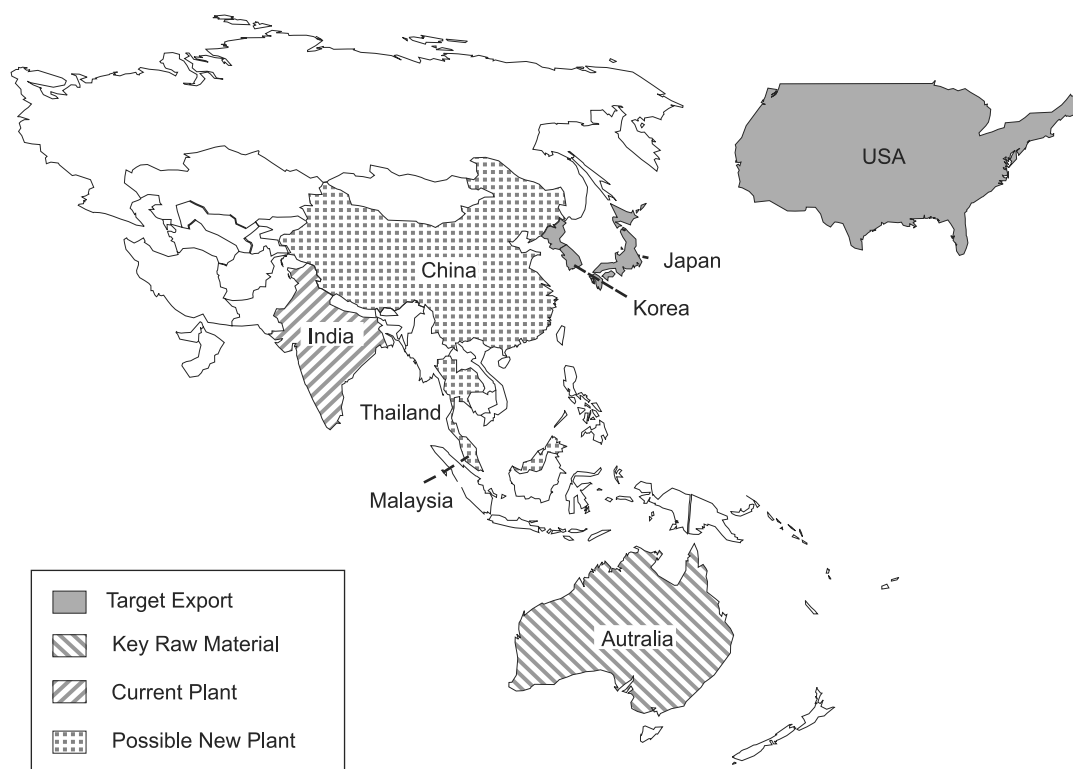 USA
China
Japan
Korea
India
Thailand
Malaysia
Autralia
Target Export
Key Raw Material
Current Plant
Possible New Plant